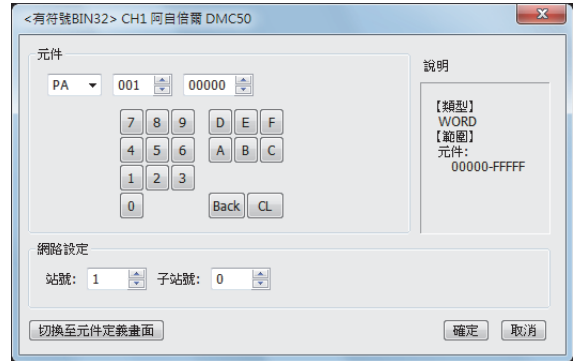 <有符號BIN32> CH1 阿自倍爾 DMC50
元件
PA 001 00000
7 8 9 D E F
4 5 6 A B C
1 2 3
0 Back CL
說明
【類型】
WORD
【範圍】
元件:
00000-FFFFF
網路設定
站號: 1 子站號: 0
切換至元件定義畫面 確定 取消